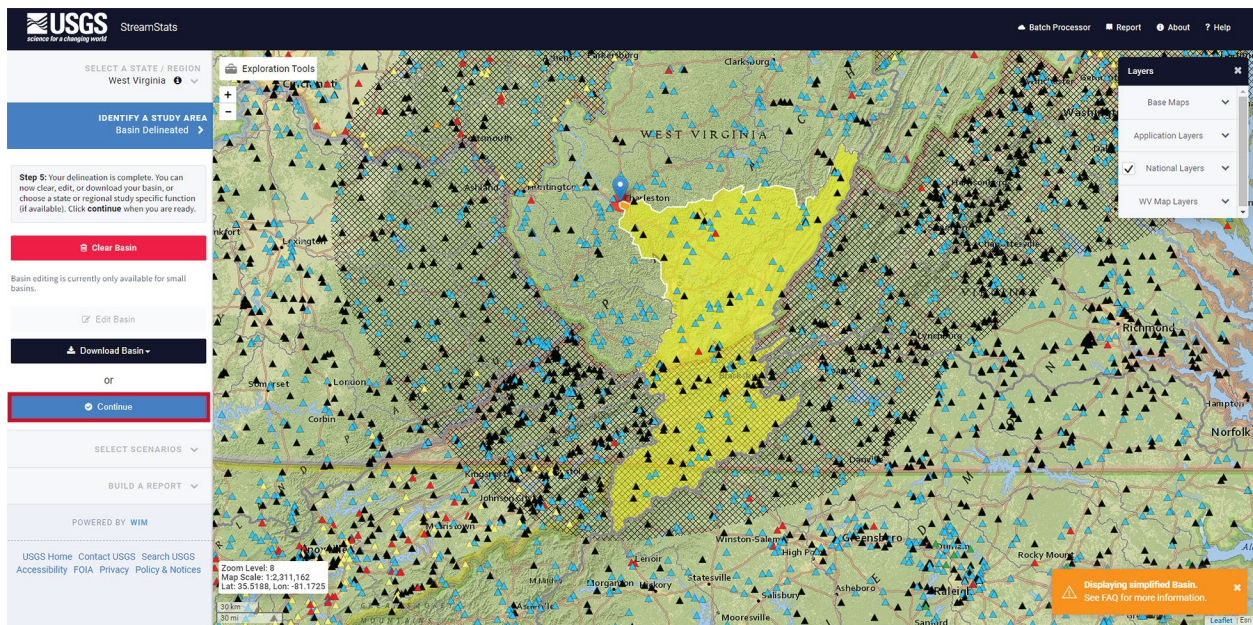 USGS
science for a changing world
StreamStats
Batch Processor
Report
About
? Help
SELECT A STATE / REGION
West Virginia
IDENTIFY A STUDY AREA
Basin Delineated
Step 5: Your delineation is complete. You can
now clear, edit, or download your basin, or
choose a state or regional study specific function
(if available). Click continue when you are ready.
Clear Basin
Basin editing is currently only available for small
basins.
Edit Basin
Download Basin
or
Continue
SELECT SCENARIOS
BUILD A REPORT
POWERED BY WIM
USGS Home Contact USGS Search USGS
Accessibility FOIA Privacy Policy & Notices
Exploration Tools
+
−
Layers
Base Maps
Application Layers
National Layers
WV Map Layers
Parkersburg
Clarksburg
WEST VIRGINIA
Ashland
Huntington
Lexington
Richmond
Lynchburg
Somerset
London
Corbin
Hampton
Norfolk
Danville
Johnson City
Morristown
Winston-Salem
Greensboro
High Po
Durham
Rocky Mount
Lenoir
Morganton
Hickory
Statesville
Salisbury
Asheboro
Raleigh
Asheville
Mooresville
Sanford
Zoom Level: 8
Map Scale: 1:2,311,162
Lat: 35.5188, Lon: -81.1725
30 km
30 mi
Displaying simplified Basin.
See FAQ for more information.
Leaflet | Esri